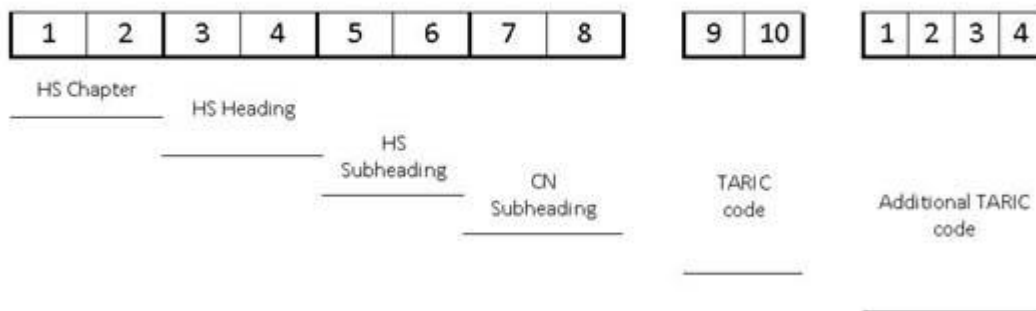 1 2 3 4 5 6 7 8 9 10 1 2 3 4
HS Chapter
HS Heading
HS
Subheading
CN
Subheading
TARIC
code
Additional TARIC
code